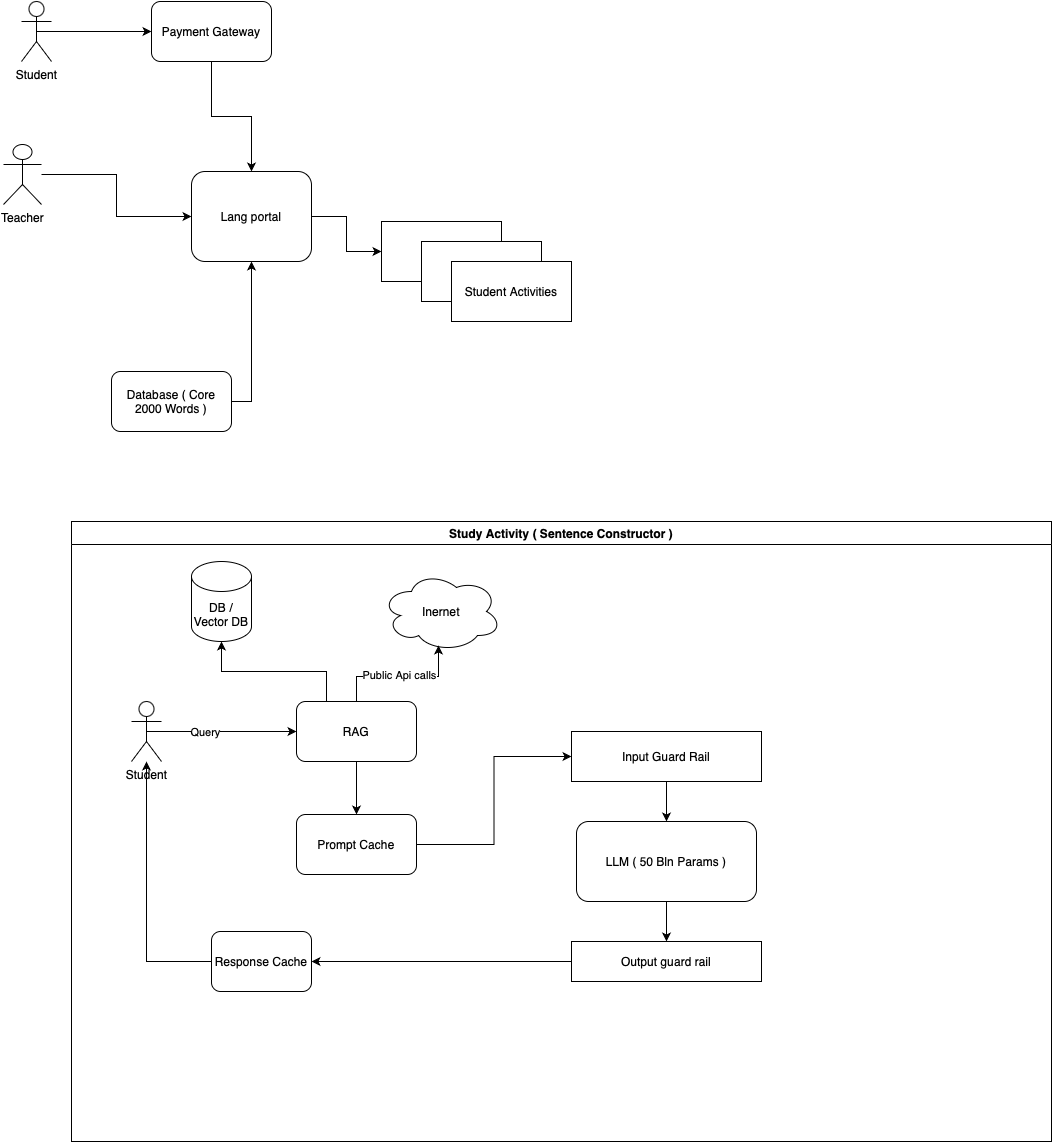 Payment Gateway
Student
Teacher
Lang portal
Student Activities
Database ( Core
2000 Words )
Study Activity ( Sentence Constructor )
DB /
Vector DB
Inernet
Public Api calls
Query
RAG
Student
Input Guard Rail
Prompt Cache
LLM ( 50 Bln Params )
Response Cache
Output guard rail